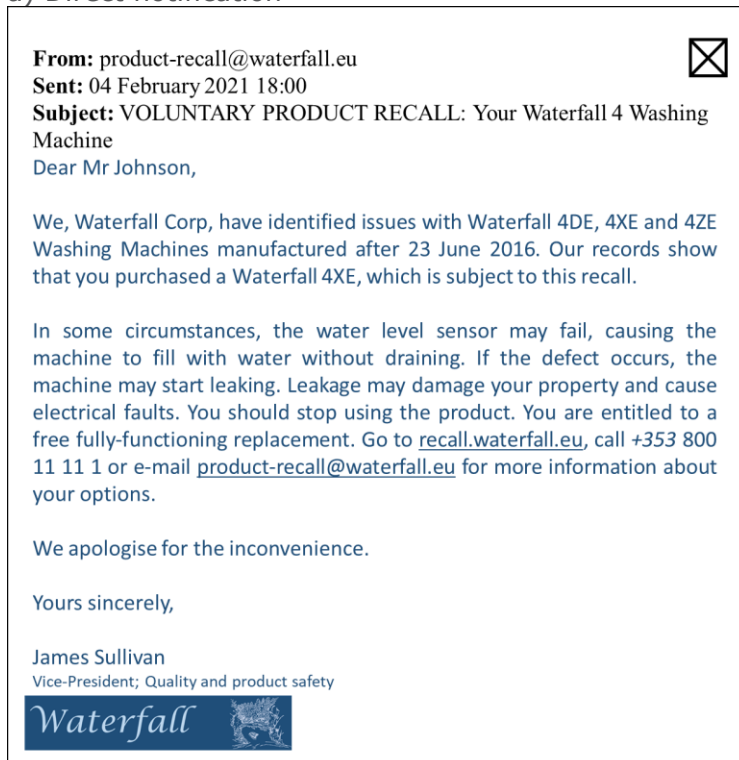 a) Direct notification
From: product-recall@waterfall.eu
Sent: 04 February 2021 18:00
Subject: VOLUNTARY PRODUCT RECALL: Your Waterfall 4 Washing
Machine
Dear Mr Johnson,
We, Waterfall Corp, have identified issues with Waterfall 4DE, 4XE and 4ZE
Washing Machines manufactured after 23 June 2016. Our records show
that you purchased a Waterfall 4XE, which is subject to this recall.
In some circumstances, the water level sensor may fail, causing the
machine to fill with water without draining. If the defect occurs, the
machine may start leaking. Leakage may damage your property and cause
electrical faults. You should stop using the product. You are entitled to a
free fully-functioning replacement. Go to recall.waterfall.eu, call +353 800
11 11 1 or e-mail product-recall@waterfall.eu for more information about
your options.
We apologise for the inconvenience.
Yours sincerely,
James Sullivan
Vice-President; Quality and product safety
Waterfall